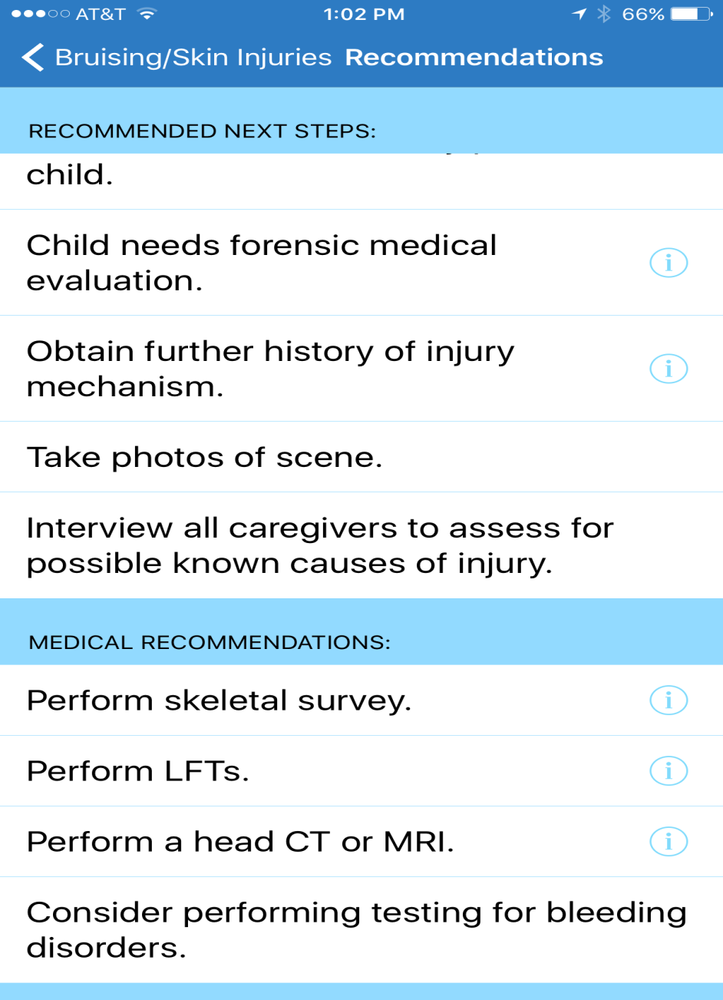 AT&T 1:02 PM 66%
Bruising/Skin Injuries Recommendations
RECOMMENDED NEXT STEPS:
child.
Child needs forensic medical
evaluation.
Obtain further history of injury
mechanism.
Take photos of scene.
Interview all caregivers to assess for
possible known causes of injury.
MEDICAL RECOMMENDATIONS:
Perform skeletal survey.
Perform LFTs.
Perform a head CT or MRI.
Consider performing testing for bleeding
disorders.